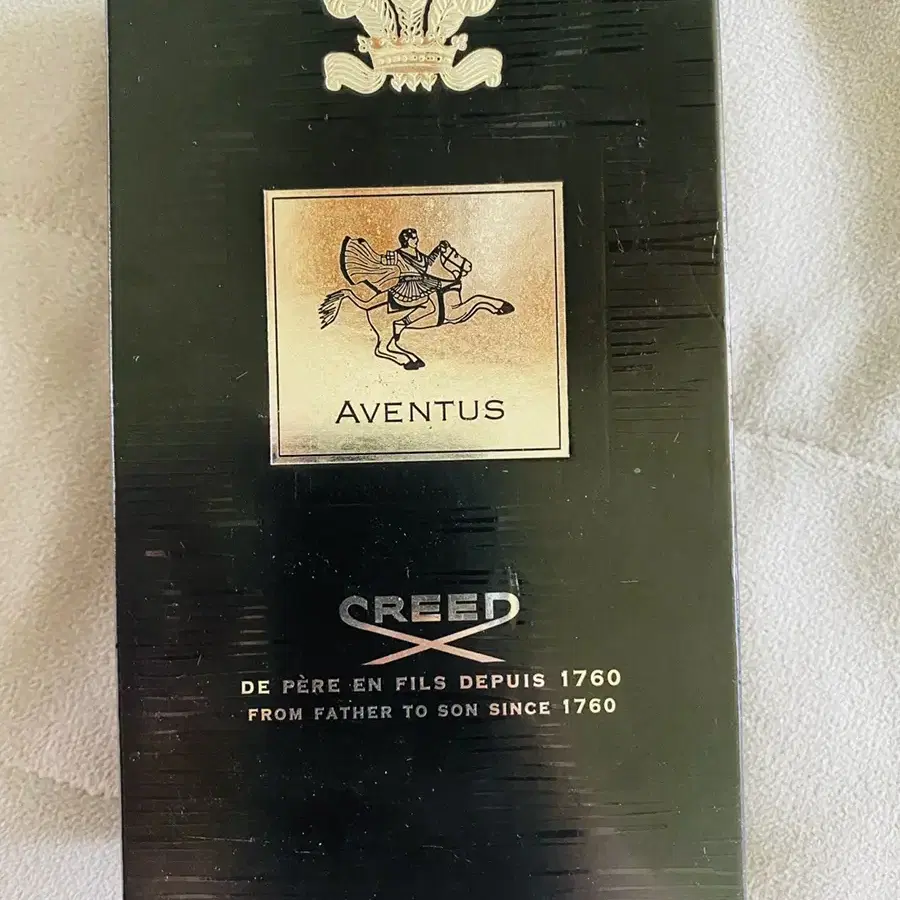 AVENTUS
CREED
DE PÈRE EN FILS DEPUIS 1760
FROM FATHER TO SON SINCE 1760